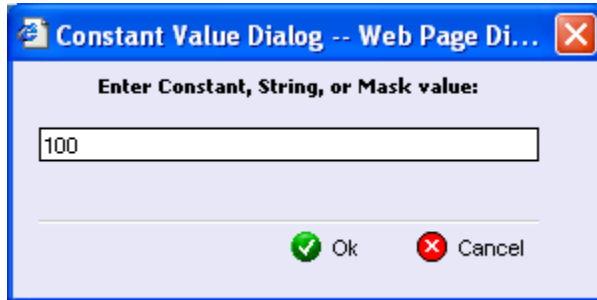 Constant Value Dialog -- Web Page Di...
Enter Constant, String, or Mask value:
100
Ok Cancel